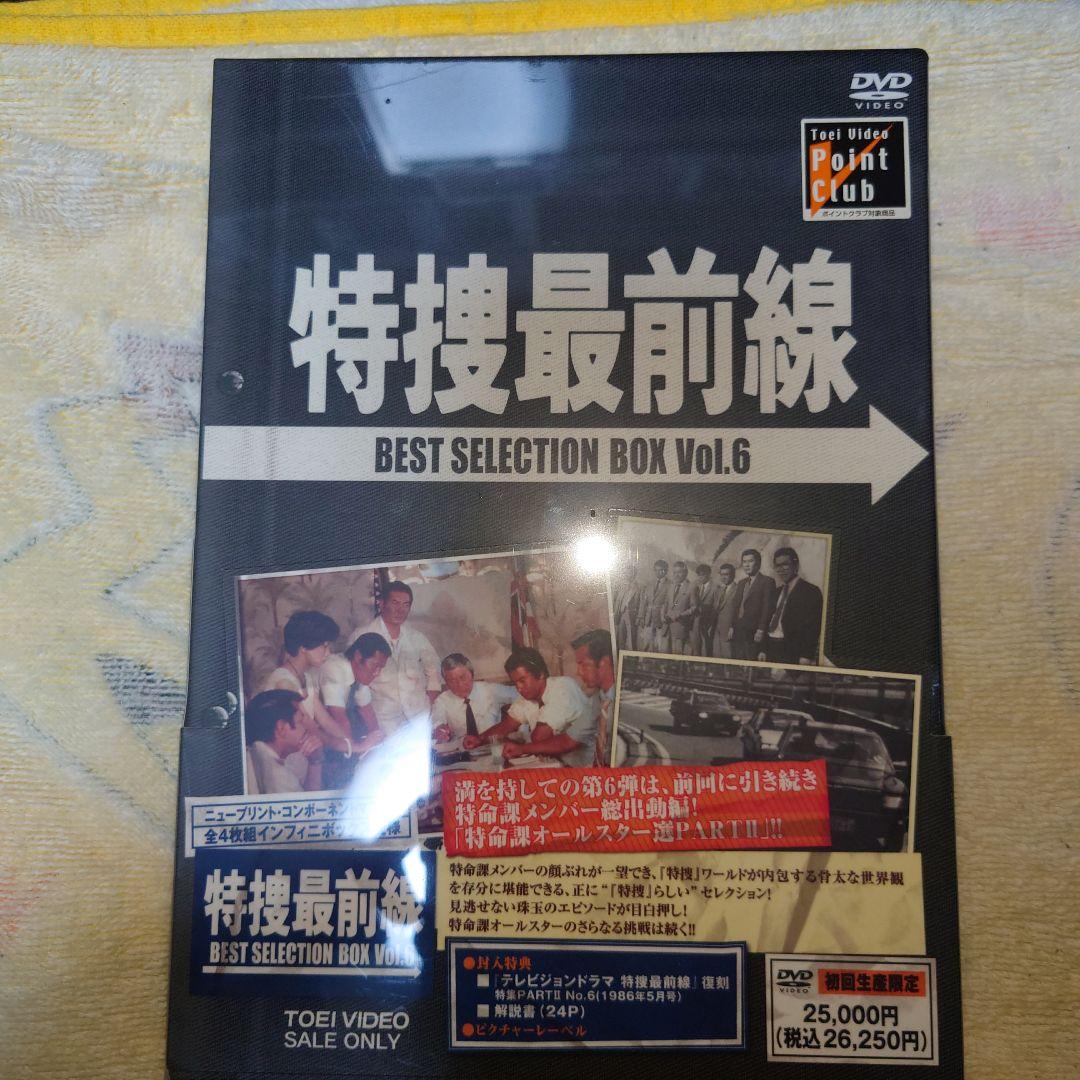 DVD
VIDEO
Toei Video
Point
Club
ポイントクラブ対象商品
特捜最前線
BEST SELECTION BOX Vol.6
満を持しての第6弾は、前回に引き続き
特命課メンバー総出動編!
「特命課オールスター選PARTⅡ」!!
ニュープリント・コンポーネント
全4枚組インフィニ
特命課メンバーの顔ぶれが一望でき、『特捜』ワールドが内包する骨太な世界観
を存分に堪能できる、正に“『特捜』らしい”セレクション!
見逃せない珠玉のエピソードが目白押し!
特命課オールスターのさらなる挑戦は続く!!
特捜最前線
BEST SELECTION BOX Vol.6
TOEI VIDEO
SALE ONLY
●封入特典
■『テレビジョンドラマ 特捜最前線』復刻
特集PARTⅡ No.6(1986年5月号)
■解説書(24P)
●ピクチャーレーベル
DVD
VIDEO
初回生産限定
25,000円
(税込26,250円)